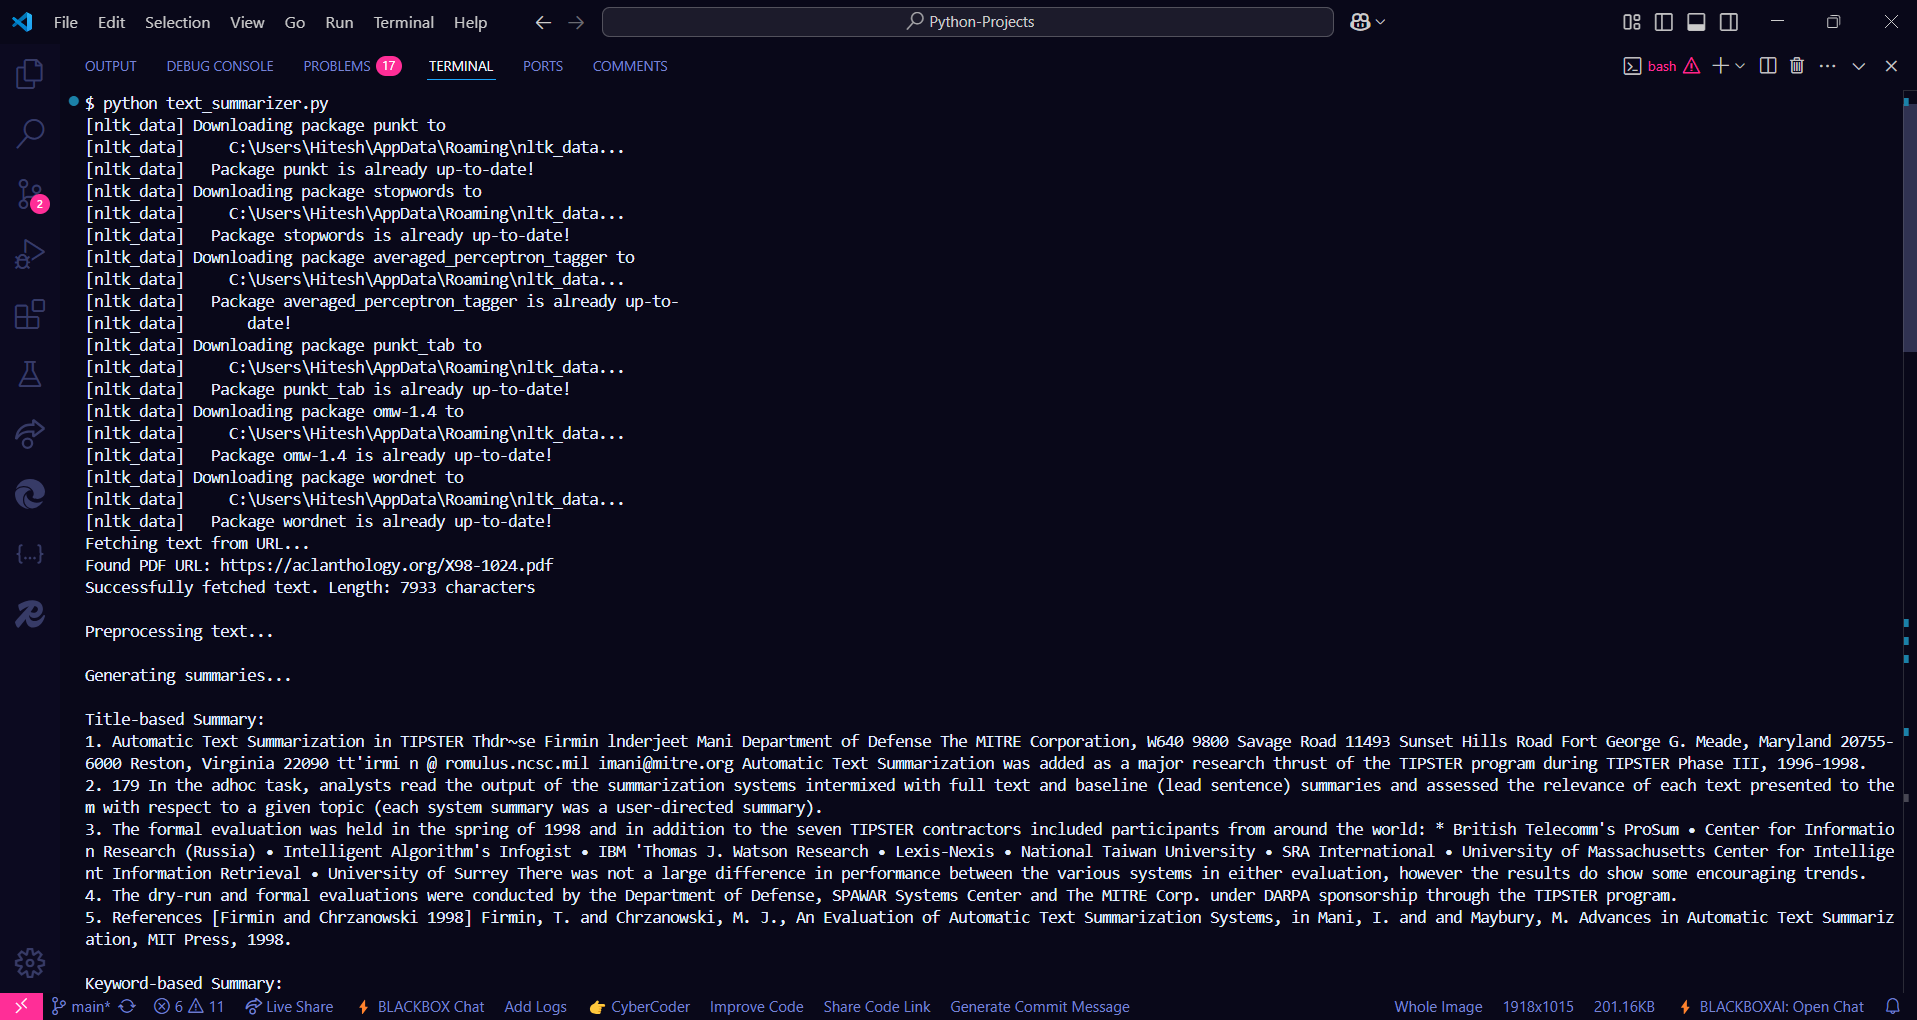 File Edit Selection View Go Run Terminal Help
Python-Projects
OUTPUT DEBUG CONSOLE PROBLEMS 17 TERMINAL PORTS COMMENTS
bash
$ python text_summarizer.py
[nltk_data] Downloading package punkt to
[nltk_data]     C:\Users\Hitesh\AppData\Roaming\nltk_data...
[nltk_data]   Package punkt is already up-to-date!
[nltk_data] Downloading package stopwords to
[nltk_data]     C:\Users\Hitesh\AppData\Roaming\nltk_data...
[nltk_data]   Package stopwords is already up-to-date!
[nltk_data] Downloading package averaged_perceptron_tagger to
[nltk_data]     C:\Users\Hitesh\AppData\Roaming\nltk_data...
[nltk_data]   Package averaged_perceptron_tagger is already up-to-
[nltk_data]       date!
[nltk_data] Downloading package punkt_tab to
[nltk_data]     C:\Users\Hitesh\AppData\Roaming\nltk_data...
[nltk_data]   Package punkt_tab is already up-to-date!
[nltk_data] Downloading package omw-1.4 to
[nltk_data]     C:\Users\Hitesh\AppData\Roaming\nltk_data...
[nltk_data]   Package omw-1.4 is already up-to-date!
[nltk_data] Downloading package wordnet to
[nltk_data]     C:\Users\Hitesh\AppData\Roaming\nltk_data...
[nltk_data]   Package wordnet is already up-to-date!
Fetching text from URL...
Found PDF URL: https://aclanthology.org/X98-1024.pdf
Successfully fetched text. Length: 7933 characters
Preprocessing text...
Generating summaries...
Title-based Summary:
1. Automatic Text Summarization in TIPSTER Thdr~se Firmin lnderjeet Mani Department of Defense The MITRE Corporation, W640 9800 Savage Road 11493 Sunset Hills Road Fort George G. Meade, Maryland 20755-
6000 Reston, Virginia 22090 tt'irmi n @ romulus.ncsc.mil imani@mitre.org Automatic Text Summarization was added as a major research thrust of the TIPSTER program during TIPSTER Phase III, 1996-1998.
2. 179 In the adhoc task, analysts read the output of the summarization systems intermixed with full text and baseline (lead sentence) summaries and assessed the relevance of each text presented to the
m with respect to a given topic (each system summary was a user-directed summary).
3. The formal evaluation was held in the spring of 1998 and in addition to the seven TIPSTER contractors included participants from around the world: * British Telecomm's ProSum • Center for Informatio
n Research (Russia) • Intelligent Algorithm's Infogist • IBM 'Thomas J. Watson Research • Lexis-Nexis • National Taiwan University • SRA International • University of Massachusetts Center for Intellige
nt Information Retrieval • University of Surrey There was not a large difference in performance between the various systems in either evaluation, however the results do show some encouraging trends.
4. The dry-run and formal evaluations were conducted by the Department of Defense, SPAWAR Systems Center and The MITRE Corp. under DARPA sponsorship through the TIPSTER program.
5. References [Firmin and Chrzanowski 1998] Firmin, T. and Chrzanowski, M. J., An Evaluation of Automatic Text Summarization Systems, in Mani, I. and and Maybury, M. Advances in Automatic Text Summariz
ation, MIT Press, 1998.
Keyword-based Summary:
2
main* 6 11 Live Share BLACKBOX Chat Add Logs CyberCoder Improve Code Share Code Link Generate Commit Message Whole Image 1918x1015 201.16KB BLACKBOXAI: Open Chat